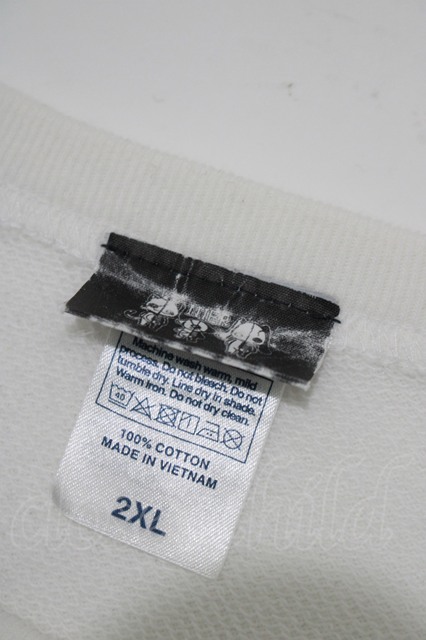 Machine wash warm, mild
process. Do not bleach. Do not
tumble dry. Line dry in shade.
Warm iron. Do not dry clean.
40
100% COTTON
MADE IN VIETNAM
2XL